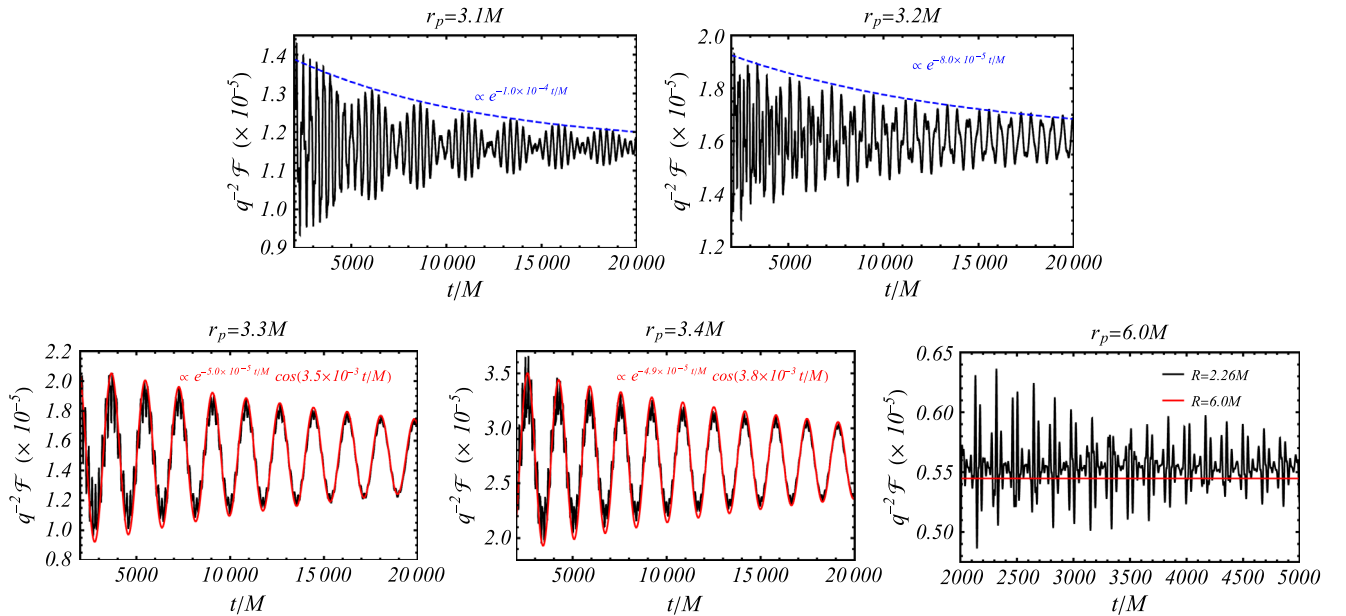 r_p=3.1M
q⁻² ℱ (× 10⁻⁵)
1.4
1.3
1.2
1.1
1.0
0.9
∝ e^{-1.0×10⁻⁴ t/M}
5000 10 000 15 000 20 000
t/M
r_p=3.2M
q⁻² ℱ (× 10⁻⁵)
2.0
1.8
1.6
1.4
1.2
∝ e^{-8.0×10⁻⁵ t/M}
5000 10 000 15 000 20 000
t/M
r_p=3.3M
q⁻² ℱ (× 10⁻⁵)
2.2
2.0
1.8
1.6
1.4
1.2
1.0
0.8
∝ e^{-5.0×10⁻⁵ t/M} cos(3.5×10⁻³ t/M)
5000 10 000 15 000 20 000
t/M
r_p=3.4M
q⁻² ℱ (× 10⁻⁵)
3.5
3.0
2.5
2.0
∝ e^{-4.9×10⁻⁵ t/M} cos(3.8×10⁻³ t/M)
5000 10 000 15 000 20 000
t/M
r_p=6.0M
q⁻² ℱ (× 10⁻⁵)
0.65
0.60
0.55
0.50
R=2.26M
R=6.0M
2000 2500 3000 3500 4000 4500 5000
t/M